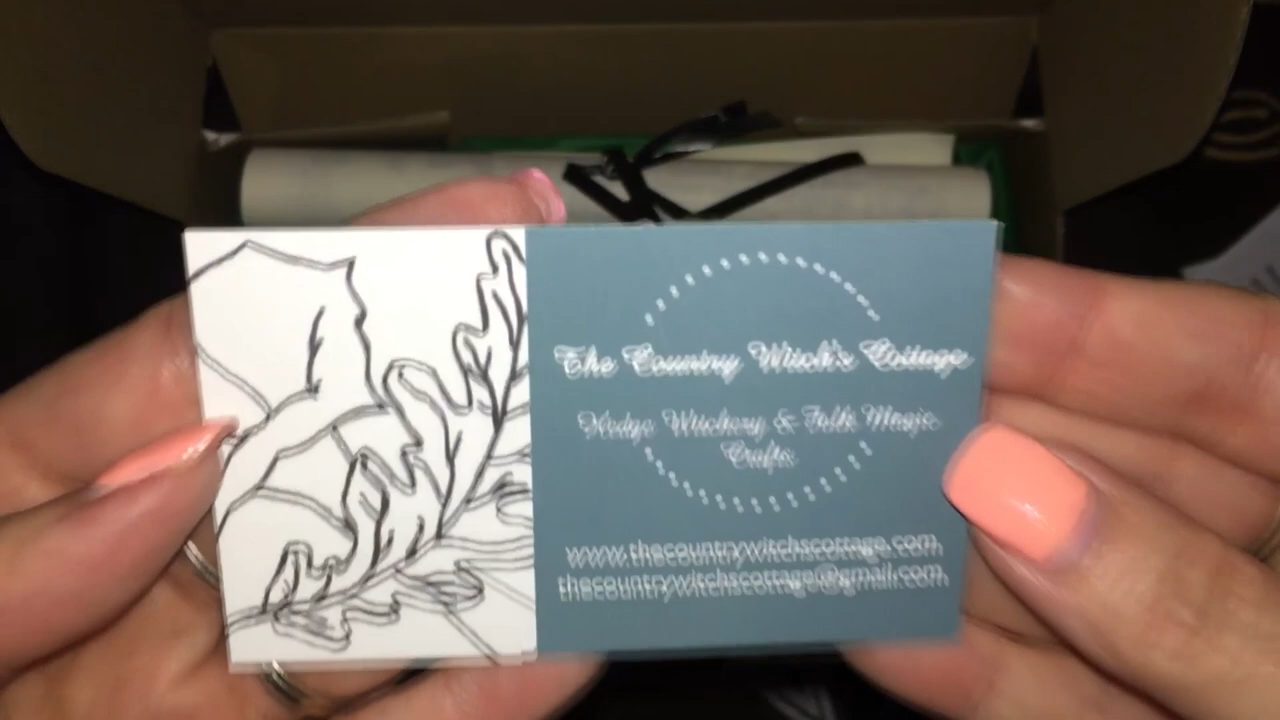 The Country Witch's Cottage
Hedge Witchery & Folk Magic
Crafts
www.thecountrywitchscottage.com
thecountrywitchscottage@gmail.com